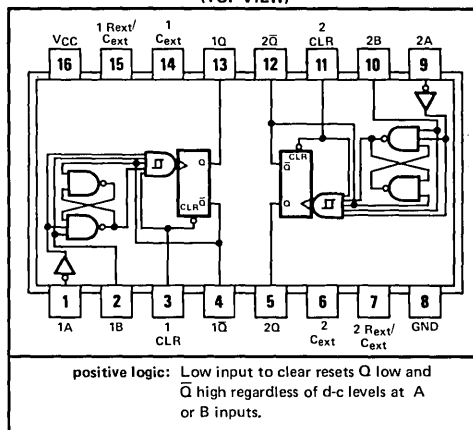 (TOP VIEW)
1 Rext/ 1 2 2
VCC Cext Cext 1Q 2Q̅ CLR 2B 2A
16 15 14 13 12 11 10 9
CLR
Q Q̅
Q̅ Q
CLR
1 2 3 4 5 6 7 8
1A 1B 1 1Q̅ 2Q 2 2 Rext/ GND
CLR Cext Cext
positive logic: Low input to clear resets Q low and
Q̅ high regardless of d-c levels at A
or B inputs.